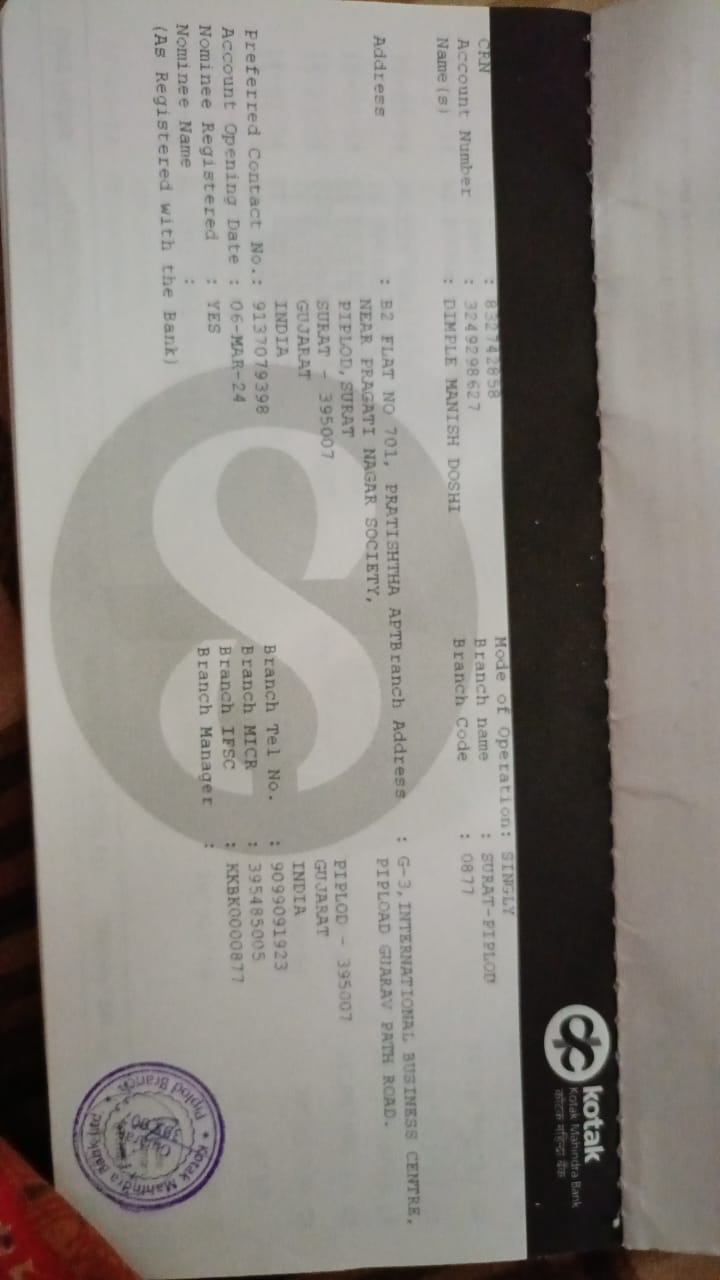 kotak
Kotak Mahindra Bank
कोटक महिन्द्रा बैंक
CRN : 832742858
Account Number : 3249298627
Name(s) : DIMPLE MANISH DOSHI
Address : B2 FLAT NO 701, PRATISHTHA APT
NEAR PRAGATI NAGAR SOCIETY,
PIPLOD, SURAT
SURAT - 395007
GUJARAT
INDIA
Preferred Contact No.: 9137079398
Account Opening Date : 06-MAR-24
Nominee Registered : YES
Nominee Name :
(As Registered with the Bank)
Mode of Operation: SINGLY
Branch name : SURAT-PIPLOD
Branch Code : 0877
Branch Address : G-3, INTERNATIONAL BUSINESS CENTRE,
PIPLOAD GUARAV PATH ROAD.
PIPLOD - 395007
GUJARAT
INDIA
Branch Tel No. : 9099091923
Branch MICR : 395485005
Branch IFSC : KKBK0000877
Branch Manager :
Kotak Mahindra Bank Ltd
Piplod Branch